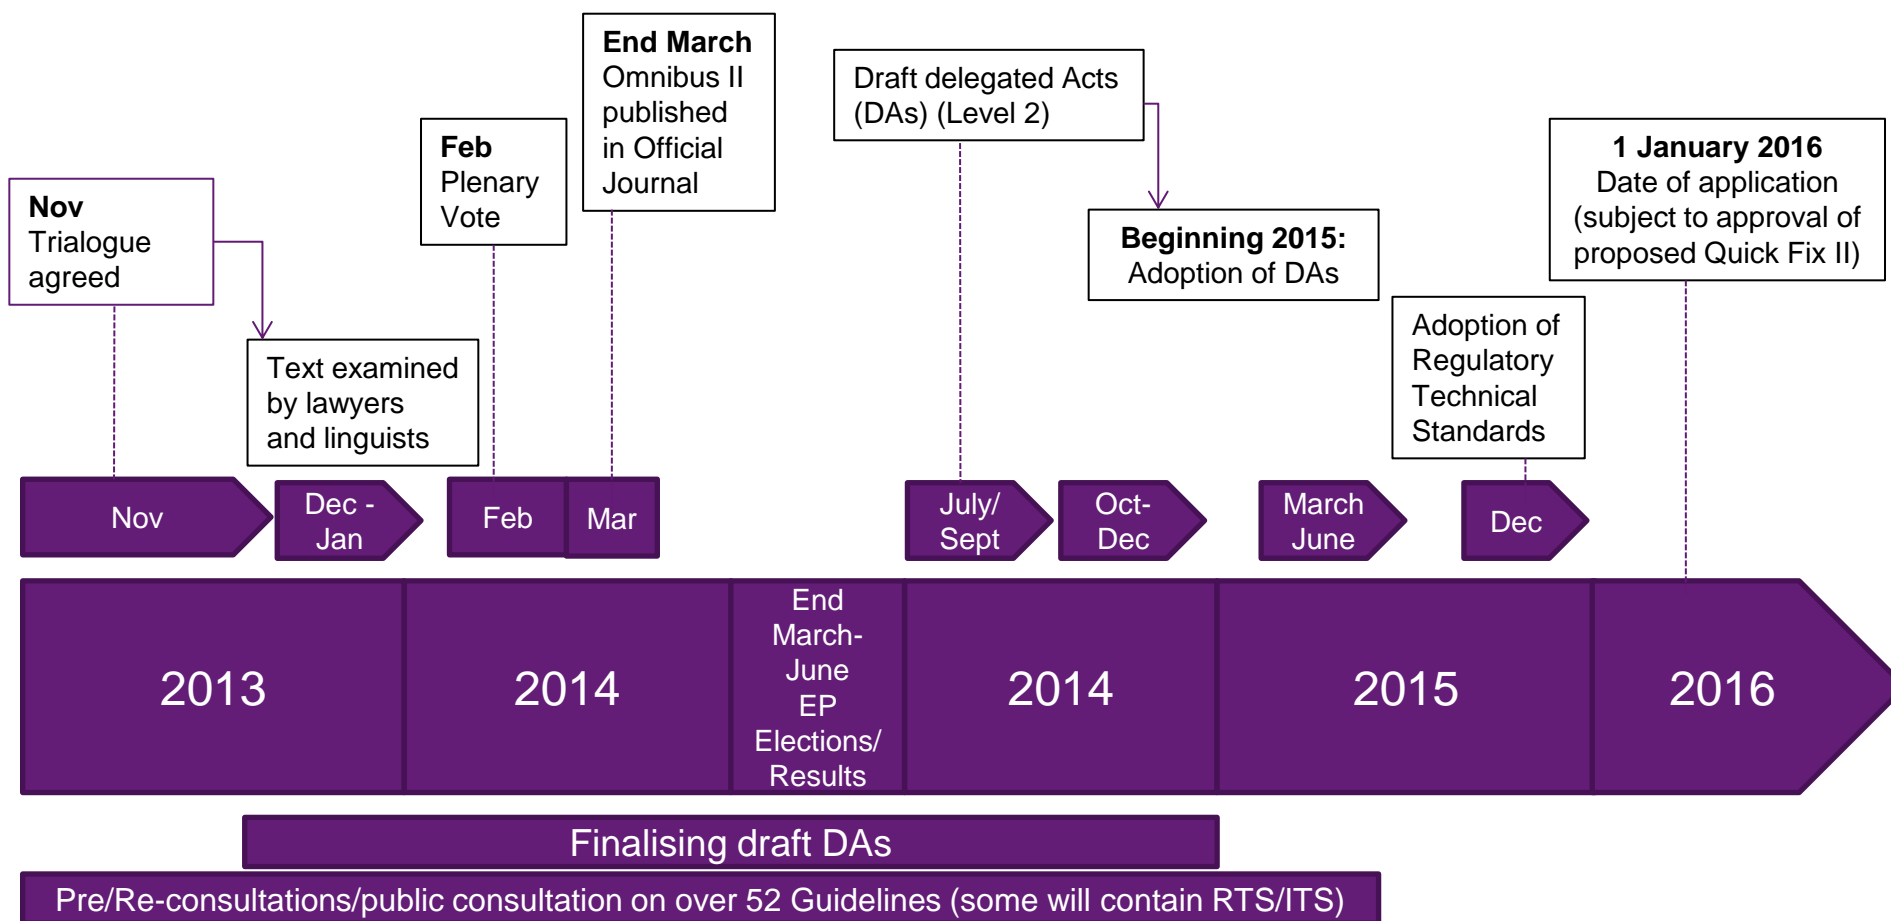 Nov
Trialogue
agreed
Text examined
by lawyers
and linguists
Feb
Plenary
Vote
End March
Omnibus II
published
in Official
Journal
Draft delegated Acts
(DAs) (Level 2)
Beginning 2015:
Adoption of DAs
Adoption of
Regulatory
Technical
Standards
1 January 2016
Date of application
(subject to approval of
proposed Quick Fix II)
Nov
Dec -
Jan
Feb
Mar
July/
Sept
Oct-
Dec
March
June
Dec
2013
2014
End
March-
June
EP
Elections/
Results
2014
2015
2016
Finalising draft DAs
Pre/Re-consultations/public consultation on over 52 Guidelines (some will contain RTS/ITS)